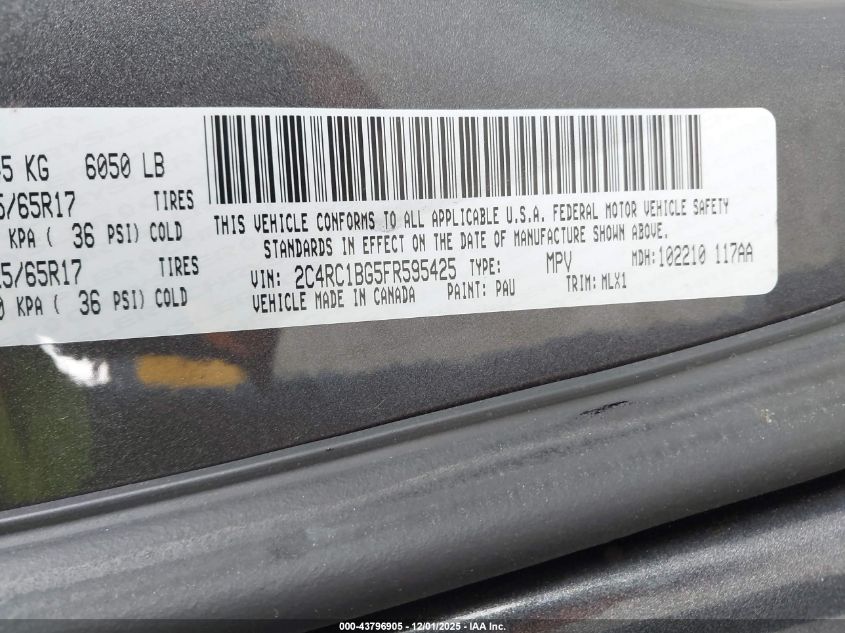 5 KG 6050 LB
5/65R17 TIRES
KPA ( 36 PSI) COLD
5/65R17 TIRES
0 KPA ( 36 PSI) COLD
THIS VEHICLE CONFORMS TO ALL APPLICABLE U.S.A. FEDERAL MOTOR VEHICLE SAFETY
STANDARDS IN EFFECT ON THE DATE OF MANUFACTURE SHOWN ABOVE.
VIN: 2C4RC1BG5FR595425 TYPE: MPV MDH: 102210 117AA
VEHICLE MADE IN CANADA PAINT: PAU TRIM: MLX1
000-43796905 - 12/01/2025 - IAA Inc.